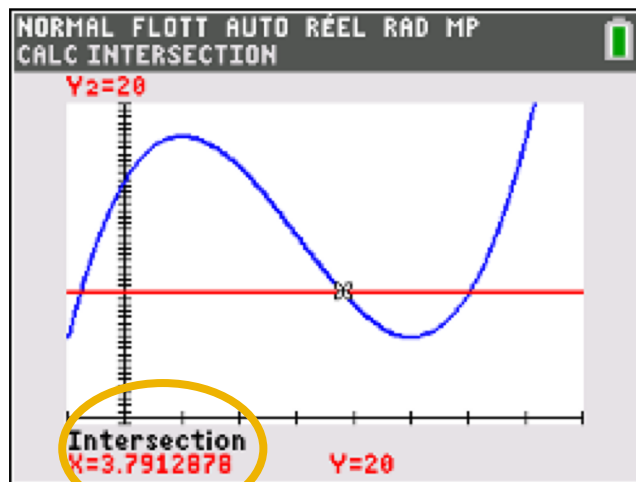 NORMAL FLOTT AUTO RÉEL RAD MP
CALC INTERSECTION
Y₂=20
Intersection
X=3.7912878 Y=20